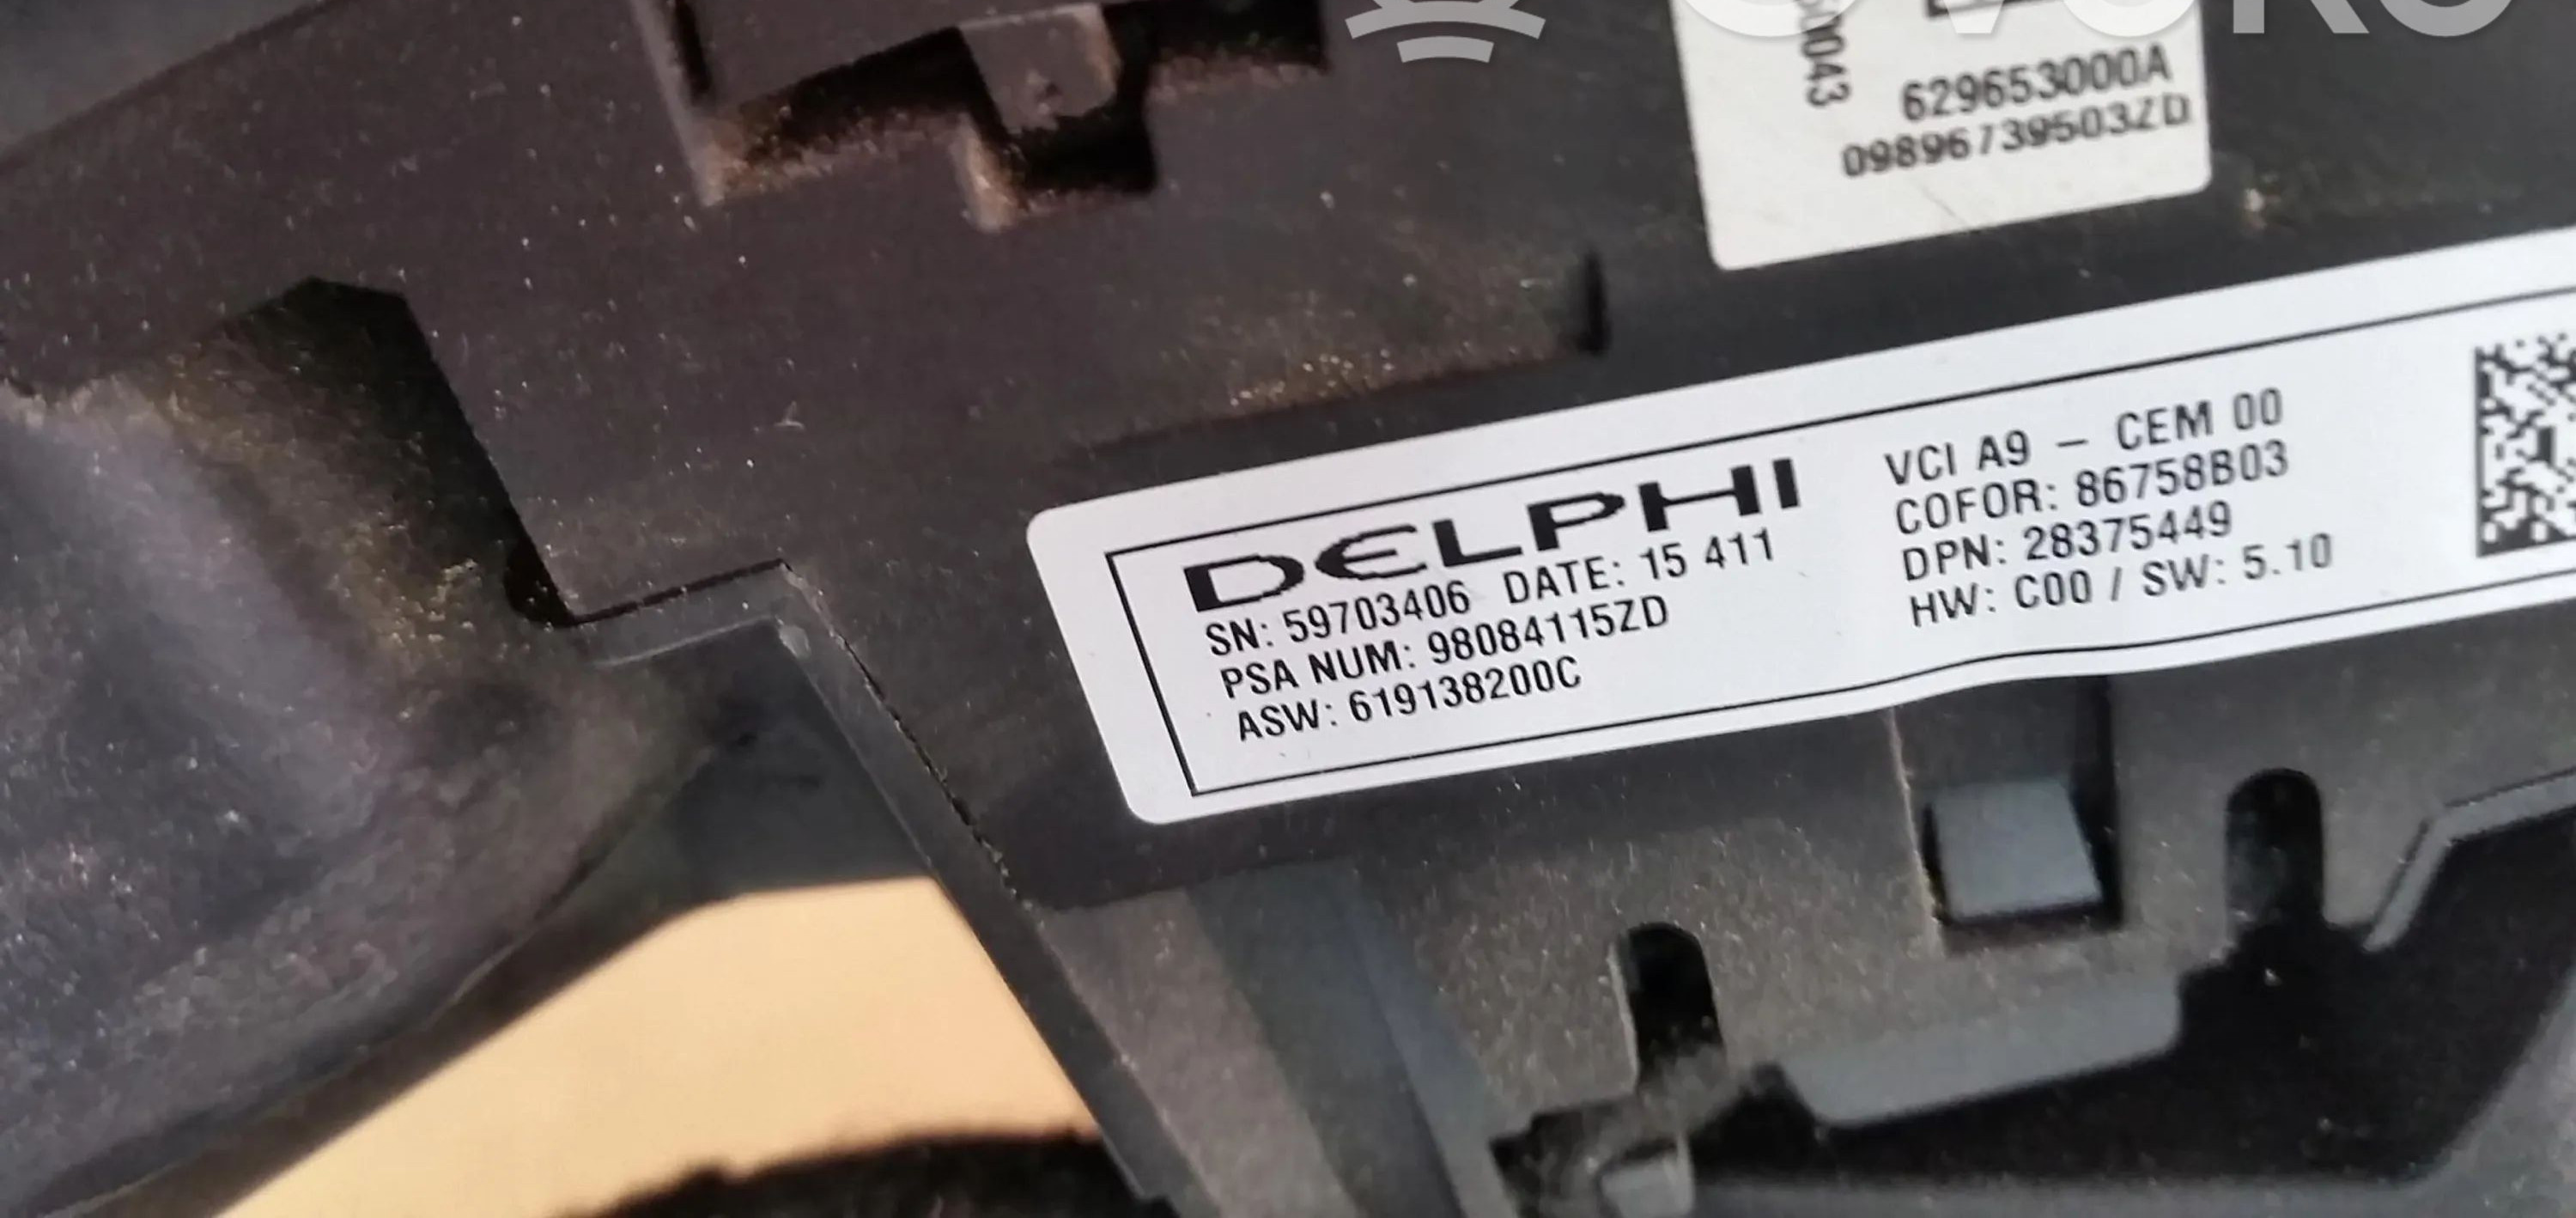 629653000A
09896739503ZD
DELPHI
SN: 59703406 DATE: 15 411
PSA NUM: 98084115ZD
ASW: 619138200C
VCI A9 – CEM 00
COFOR: 86758B03
DPN: 28375449
HW: C00 / SW: 5.10